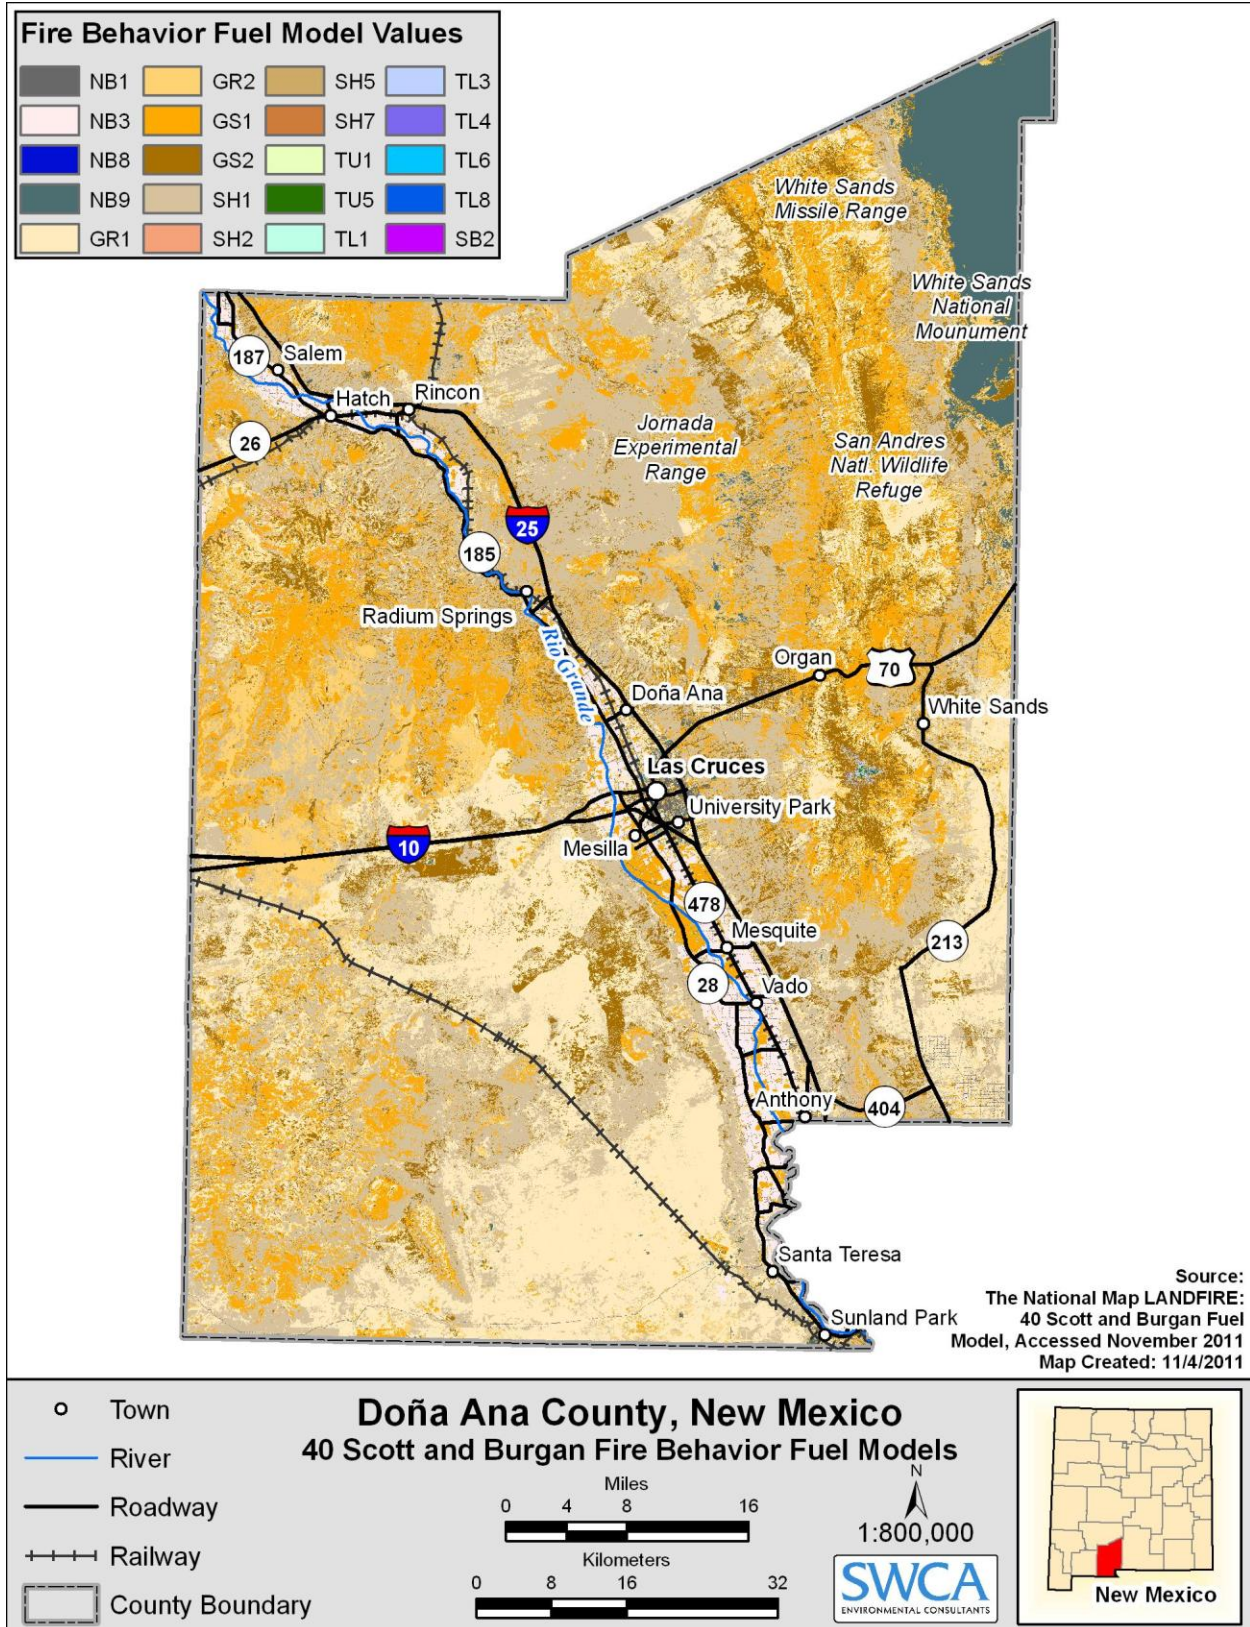 Fire Behavior Fuel Model Values
NB1
GR2
SH5
TL3
NB3
GS1
SH7
TL4
NB8
GS2
TU1
TL6
NB9
SH1
TU5
TL8
GR1
SH2
TL1
SB2
White Sands
Missile Range
White Sands
National
Mounument
187
Salem
Hatch
Rincon
26
Jornada
Experimental
Range
San Andres
Natl. Wildlife
Refuge
25
185
Radium Springs
Rio Grande
Organ
70
Doña Ana
White Sands
Las Cruces
University Park
10
Mesilla
478
Mesquite
213
28
Vado
Anthony
404
Santa Teresa
Sunland Park
Source:
The National Map LANDFIRE:
40 Scott and Burgan Fuel
Model, Accessed November 2011
Map Created: 11/4/2011
Town
River
Roadway
Railway
County Boundary
Doña Ana County, New Mexico
40 Scott and Burgan Fire Behavior Fuel Models
Miles
0 4 8 16
Kilometers
0 8 16 32
N
1:800,000
SWCA
ENVIRONMENTAL CONSULTANTS
New Mexico